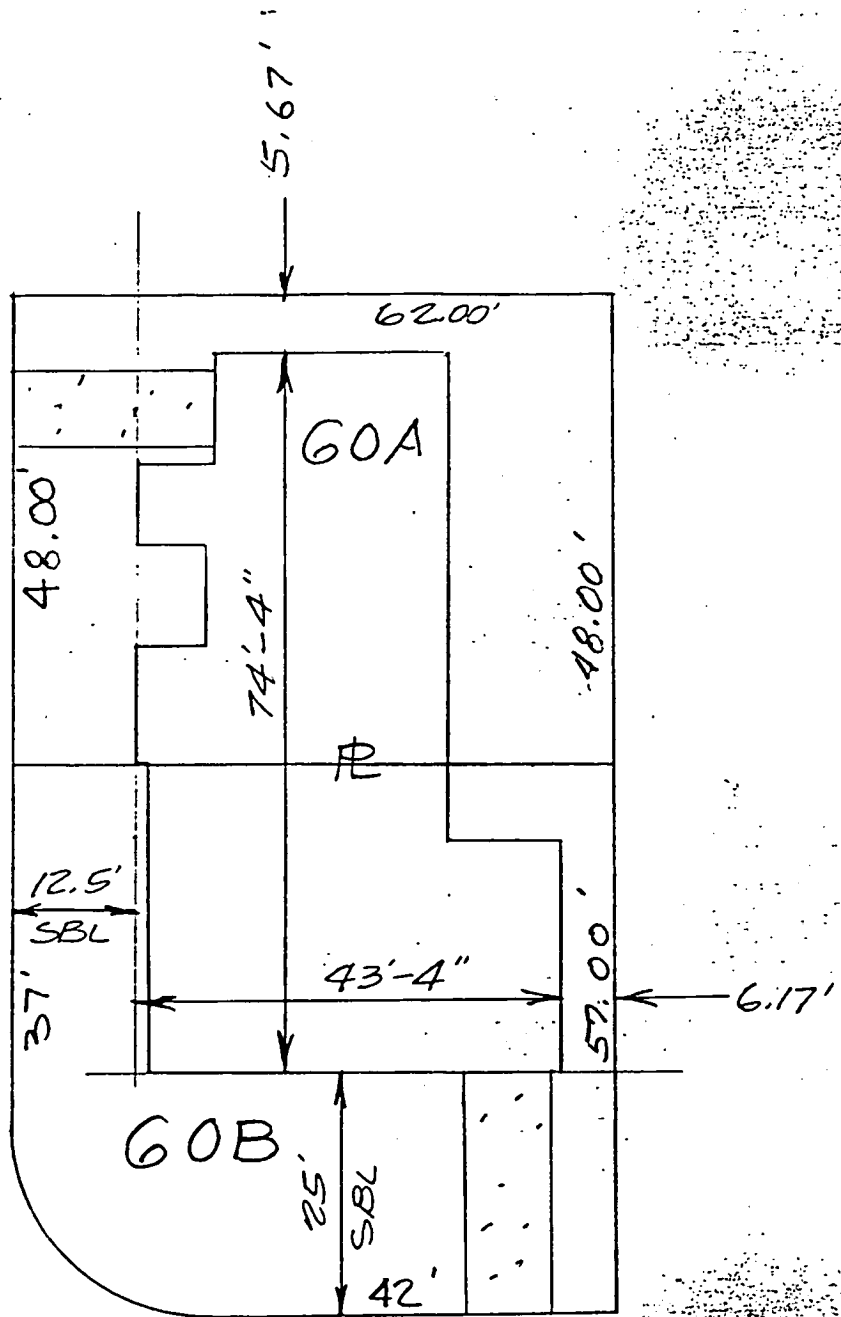 5.67'
62.00'
60A
48.00'
74'-4"
48.00'
PL
12.5'
SBL
37'
43'-4"
57.00'
6.17'
60B
25'
SBL
42'